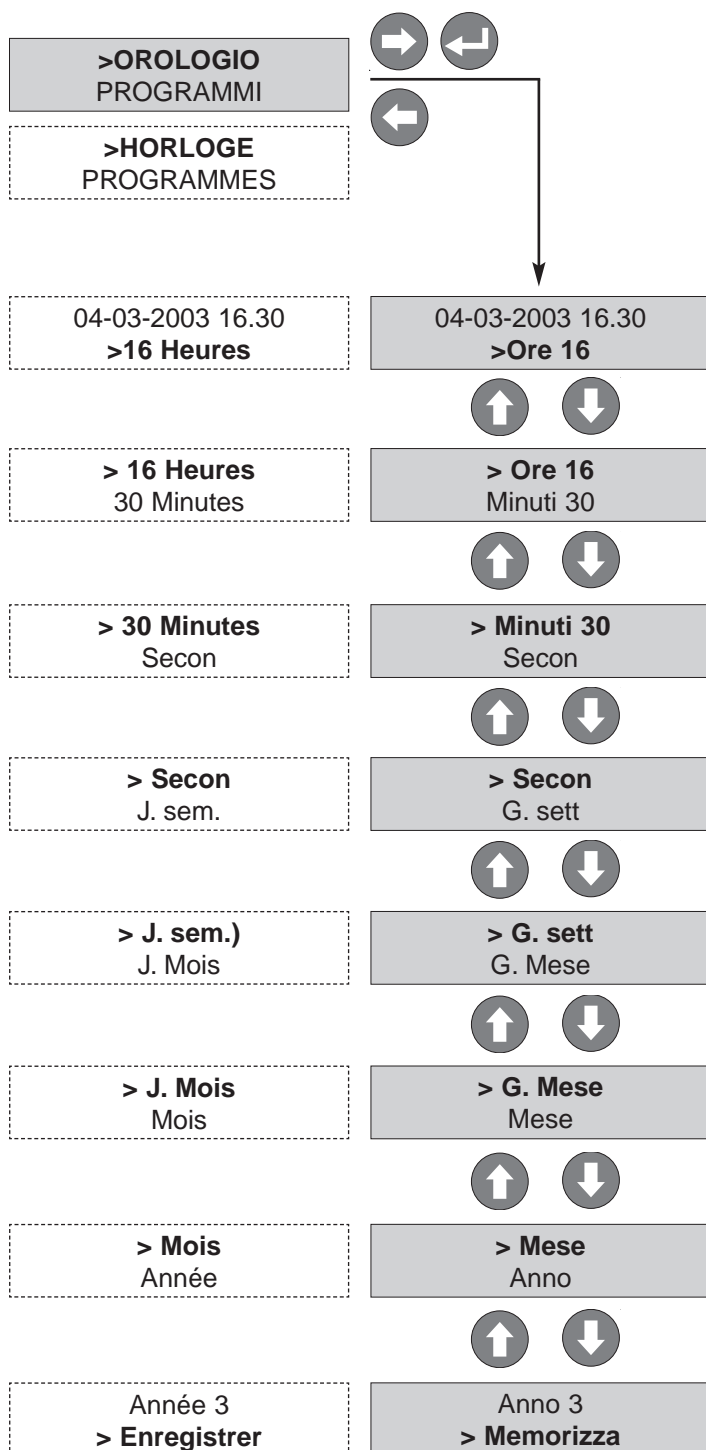 >OROLOGIO
PROGRAMMI
>HORLOGE
PROGRAMMES
04-03-2003 16.30
>16 Heures
04-03-2003 16.30
>Ore 16
> 16 Heures
30 Minutes
> Ore 16
Minuti 30
> 30 Minutes
Secon
> Minuti 30
Secon
> Secon
J. sem.
> Secon
G. sett
> J. sem.)
J. Mois
> G. sett
G. Mese
> J. Mois
Mois
> G. Mese
Mese
> Mois
Année
> Mese
Anno
Année 3
> Enregistrer
Anno 3
> Memorizza